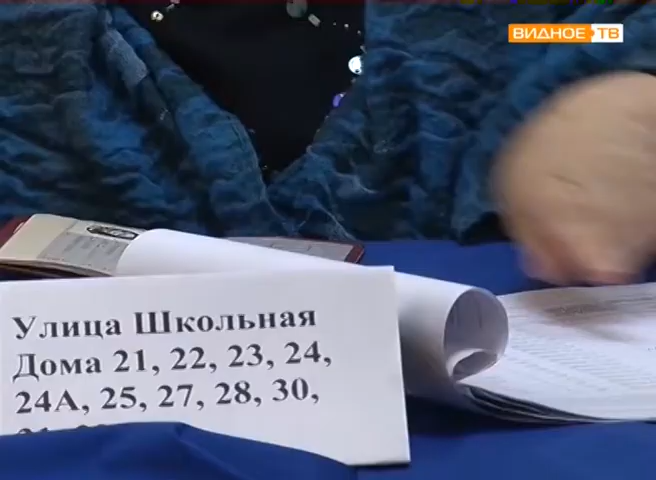 ВИДНОЕ ТВ
Улица Школьная
Дома 21, 22, 23, 24,
24А, 25, 27, 28, 30,